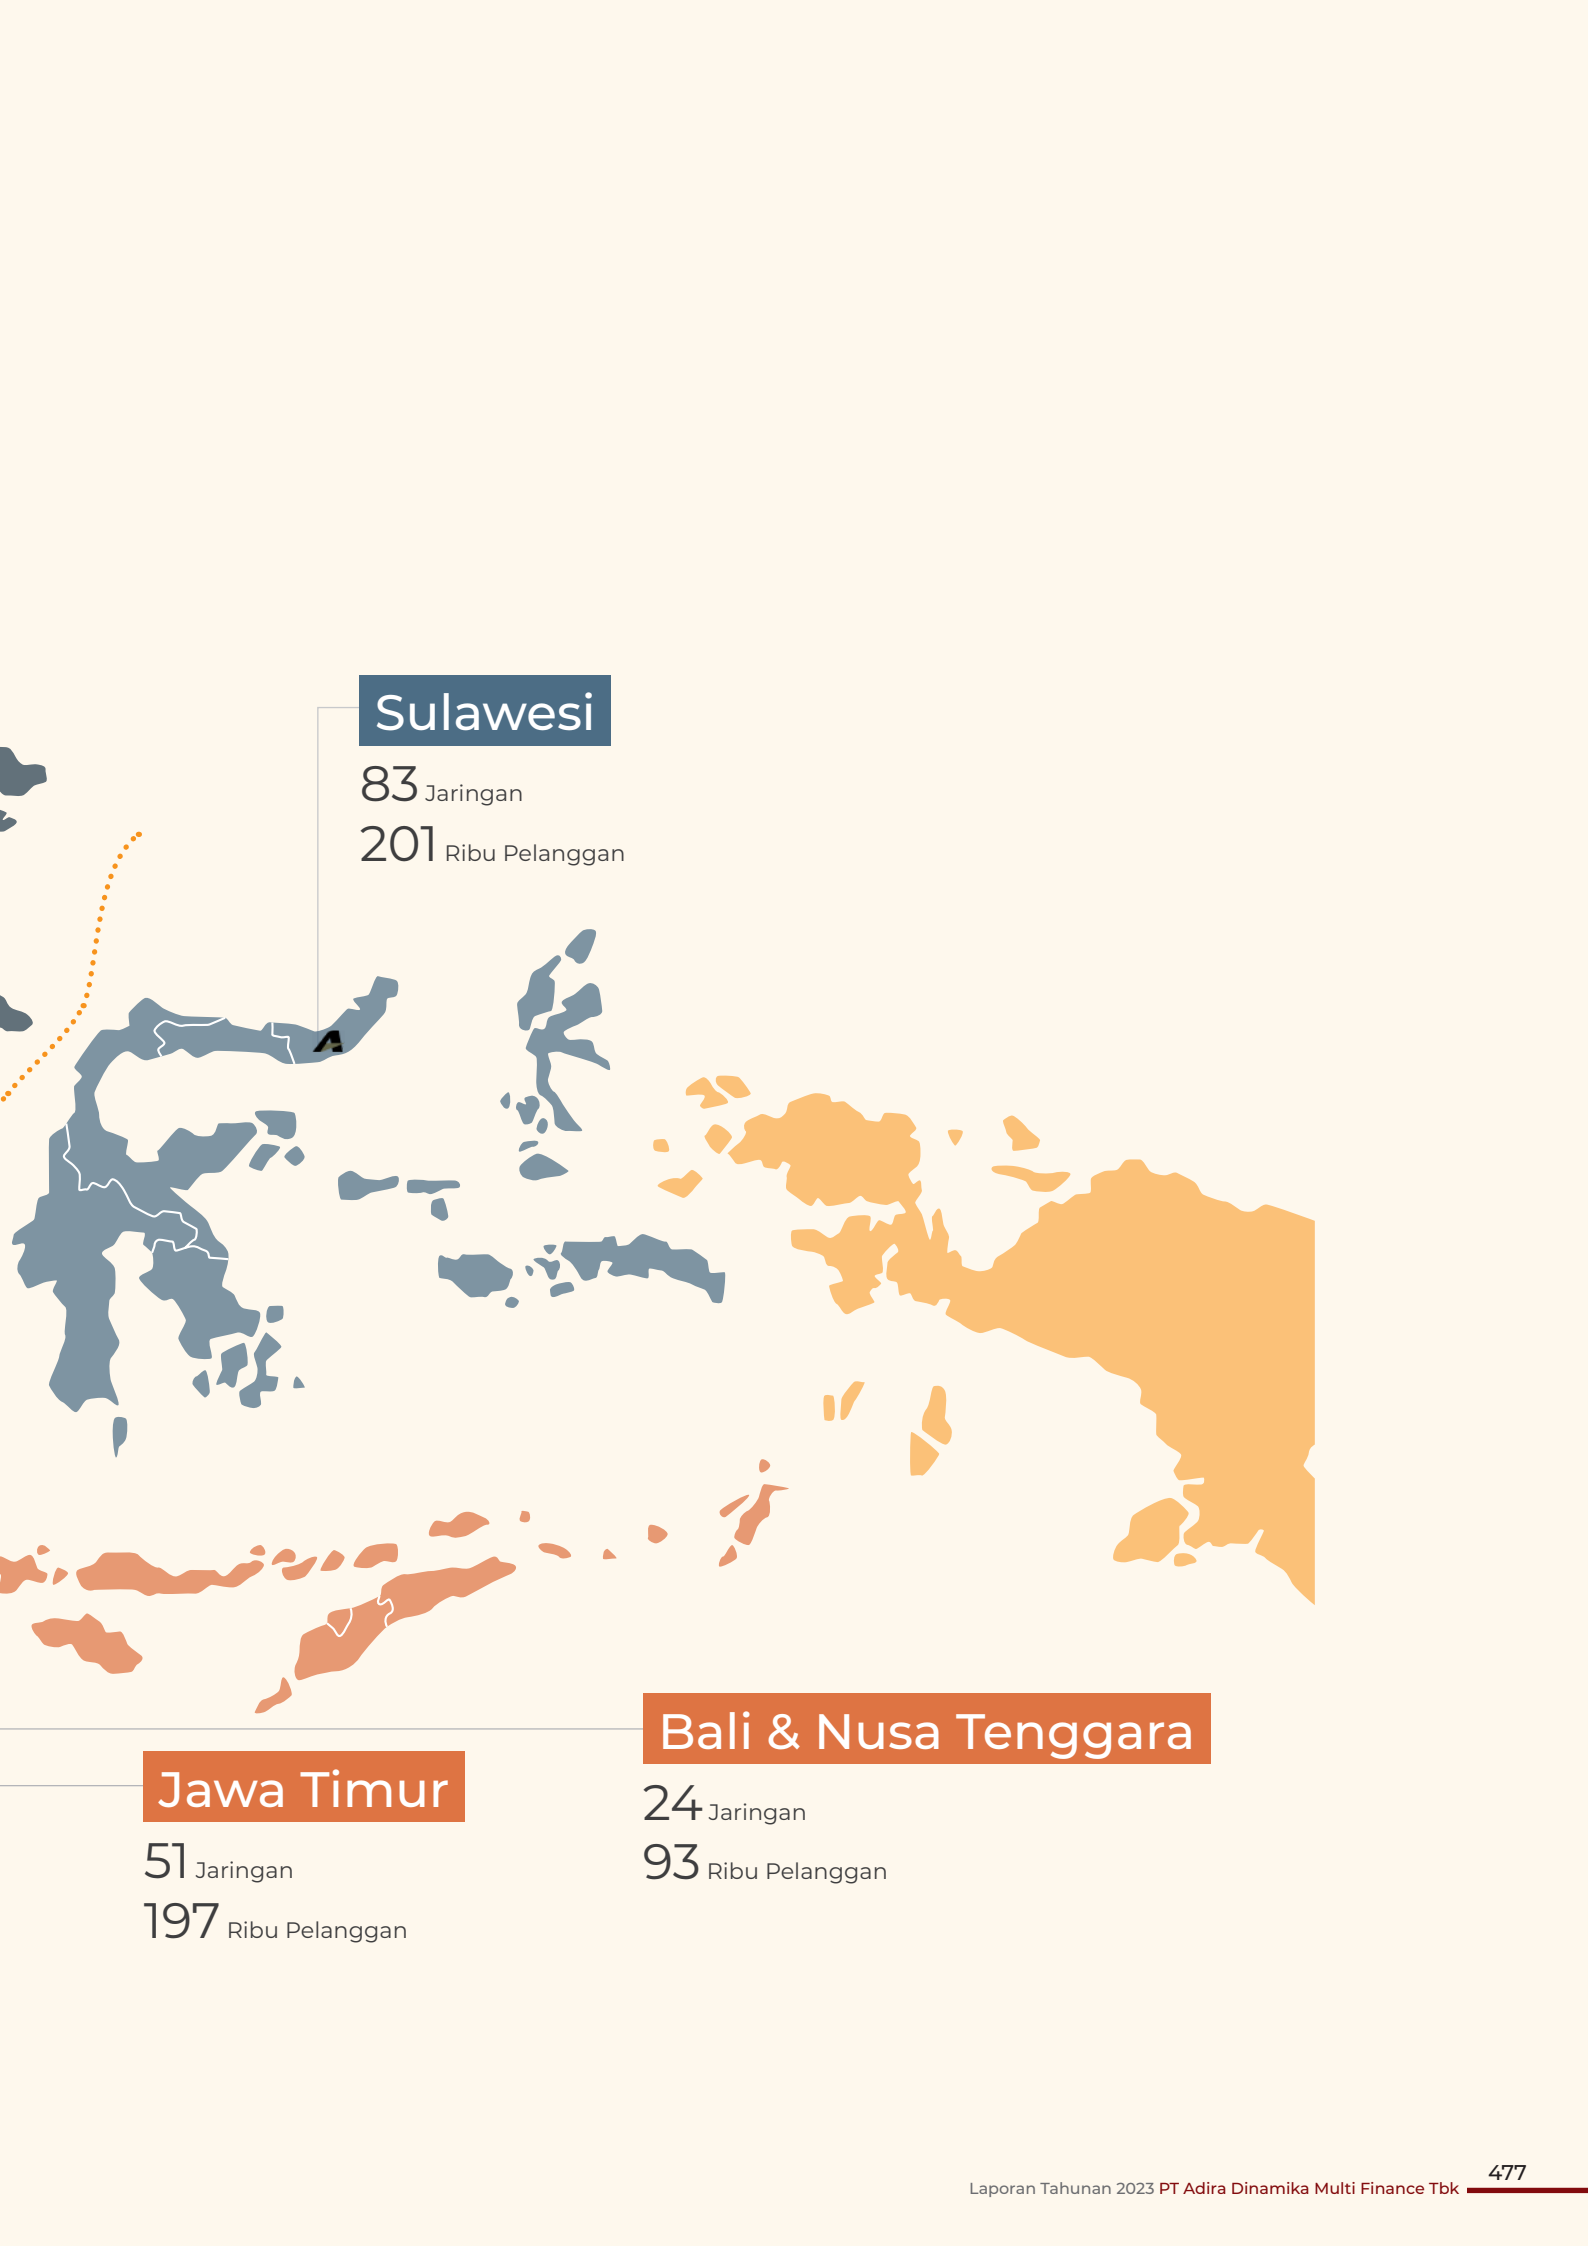 Sulawesi
83 Jaringan
201 Ribu Pelanggan
Bali & Nusa Tenggara
24 Jaringan
93 Ribu Pelanggan
Jawa Timur
51 Jaringan
197 Ribu Pelanggan
477
Laporan Tahunan 2023 PT Adira Dinamika Multi Finance Tbk